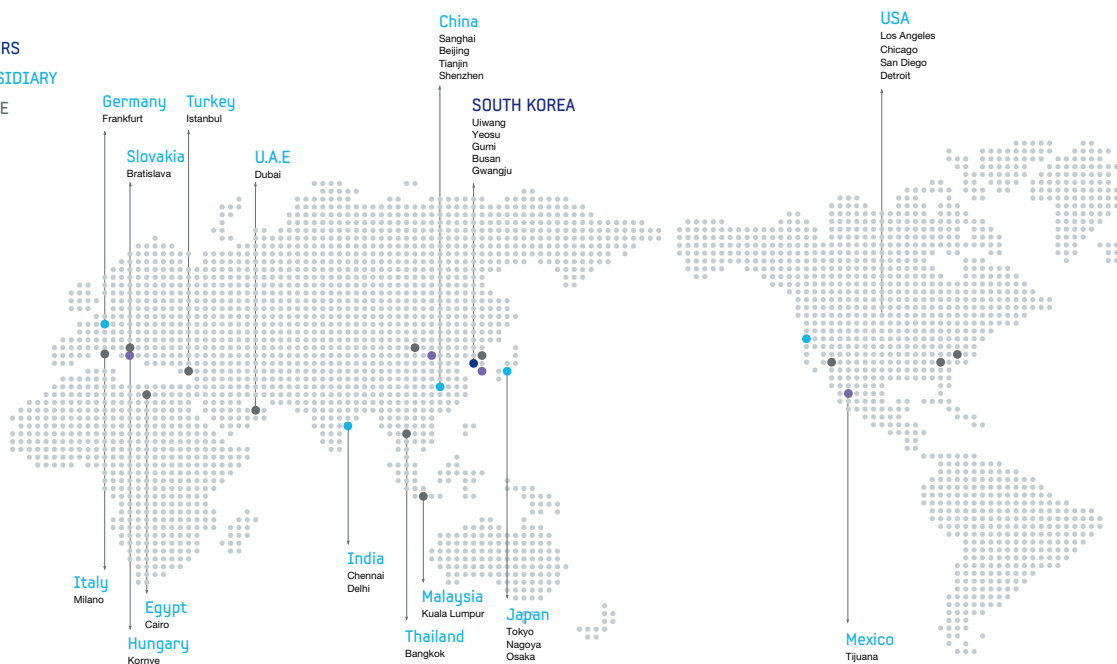 RS
SIDIARY
E
China
Sanghai
Beijing
Tianjin
Shenzhen
USA
Los Angeles
Chicago
San Diego
Detroit
Germany
Frankfurt
Turkey
Istanbul
SOUTH KOREA
Uiwang
Yeosu
Gumi
Busan
Gwangju
Slovakia
Bratislava
U.A.E
Dubai
India
Chennai
Delhi
Italy
Milano
Malaysia
Kuala Lumpur
Egypt
Cairo
Japan
Tokyo
Nagoya
Osaka
Thailand
Bangkok
Hungary
Kornye
Mexico
Tijuana